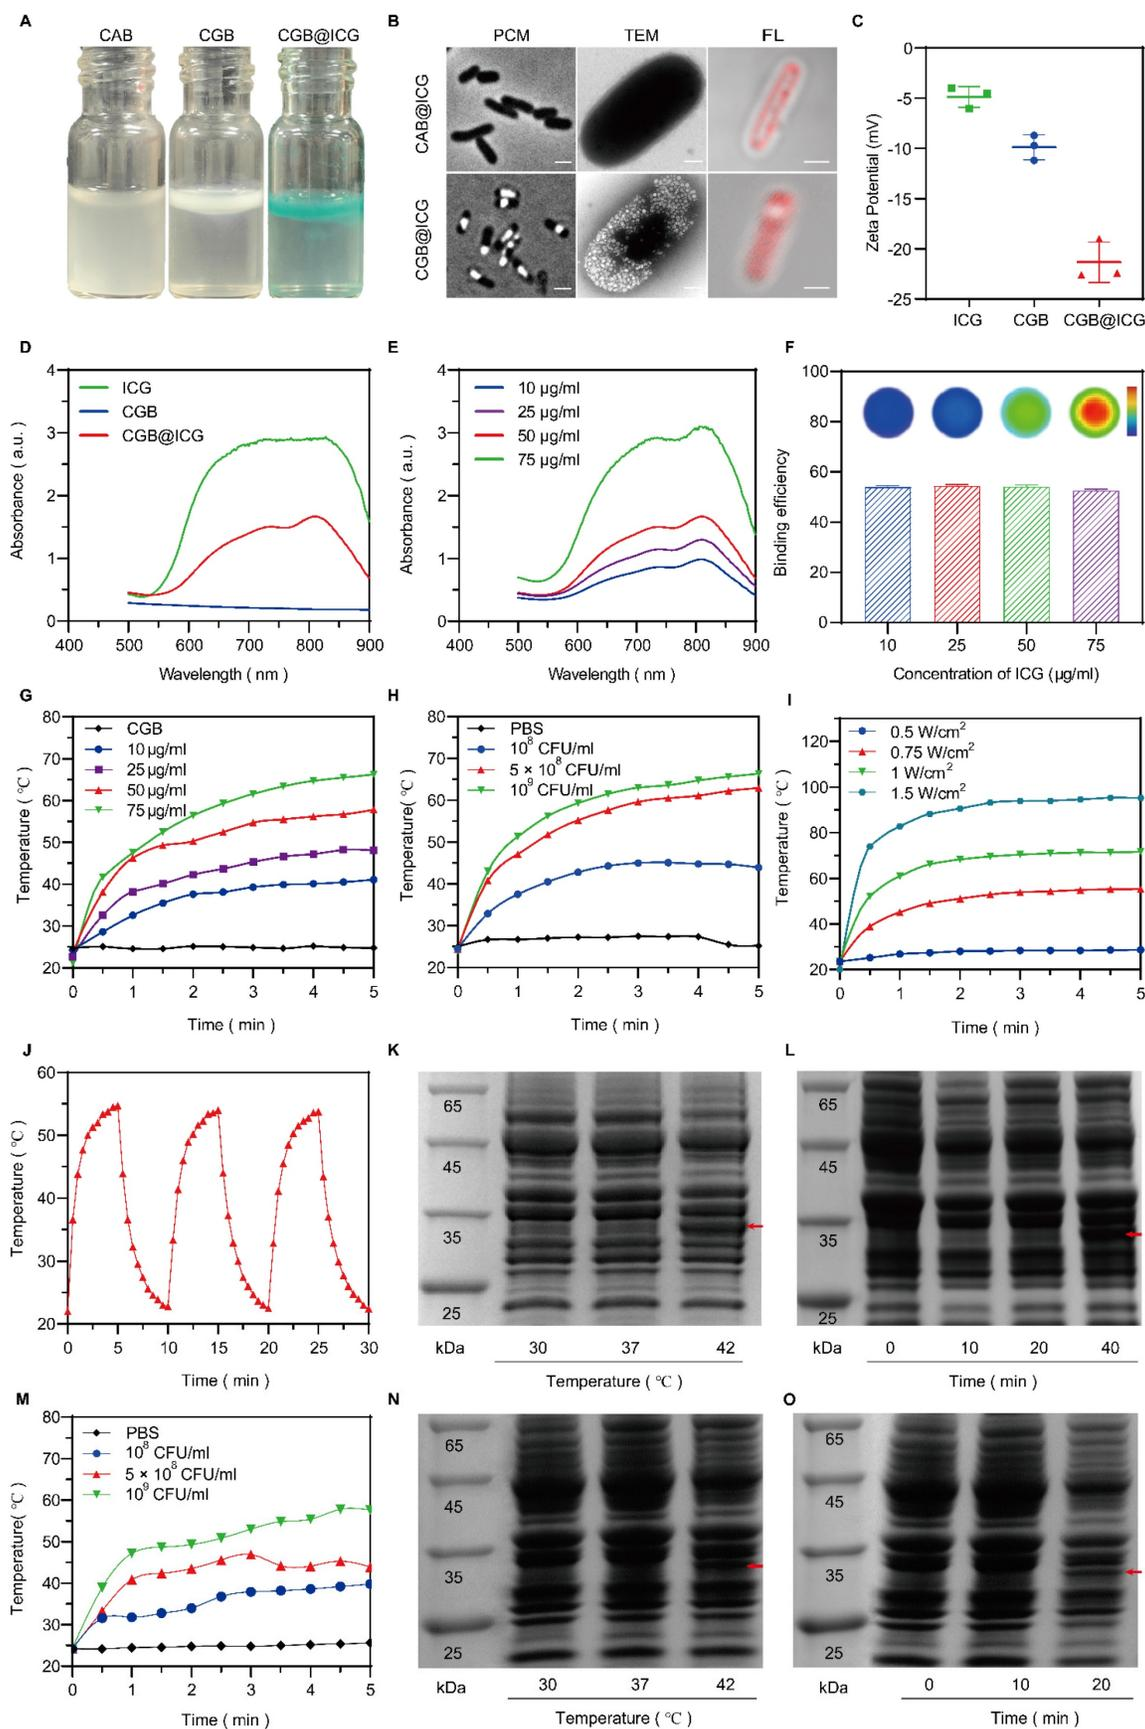 A
CAB
CGB
CGB@ICG
B
PCM
TEM
FL
CAB@ICG
CGB@ICG
C
Zeta Potential (mV)
0
-5
-10
-15
-20
-25
ICG
CGB
CGB@ICG
D
Absorbance ( a.u. )
4
3
2
1
0
ICG
CGB
CGB@ICG
400
500
600
700
800
900
Wavelength ( nm )
E
Absorbance ( a.u. )
4
3
2
1
0
10 µg/ml
25 µg/ml
50 µg/ml
75 µg/ml
400
500
600
700
800
900
Wavelength ( nm )
F
Binding efficiency
100
80
60
40
20
0
10
25
50
75
Concentration of ICG (µg/ml)
G
Temperature ( °C )
80
70
60
50
40
30
20
CGB
10 µg/ml
25 µg/ml
50 µg/ml
75 µg/ml
0
1
2
3
4
5
Time ( min )
H
Temperature( °C )
80
70
60
50
40
30
20
PBS
10⁸ CFU/ml
5 × 10⁸ CFU/ml
10⁹ CFU/ml
0
1
2
3
4
5
Time ( min )
I
Temperature ( °C )
120
100
80
60
40
20
0.5 W/cm²
0.75 W/cm²
1 W/cm²
1.5 W/cm²
0
1
2
3
4
5
Time ( min )
J
Temperature ( °C )
60
50
40
30
20
0
5
10
15
20
25
30
Time ( min )
K
65
45
35
25
kDa
30
37
42
Temperature ( °C )
L
65
45
35
25
kDa
0
10
20
40
Time ( min )
M
Temperature( °C )
80
70
60
50
40
30
20
PBS
10⁸ CFU/ml
5 × 10⁸ CFU/ml
10⁹ CFU/ml
0
1
2
3
4
5
Time ( min )
N
65
45
35
25
kDa
30
37
42
Temperature ( °C )
O
65
45
35
25
kDa
0
10
20
Time ( min )